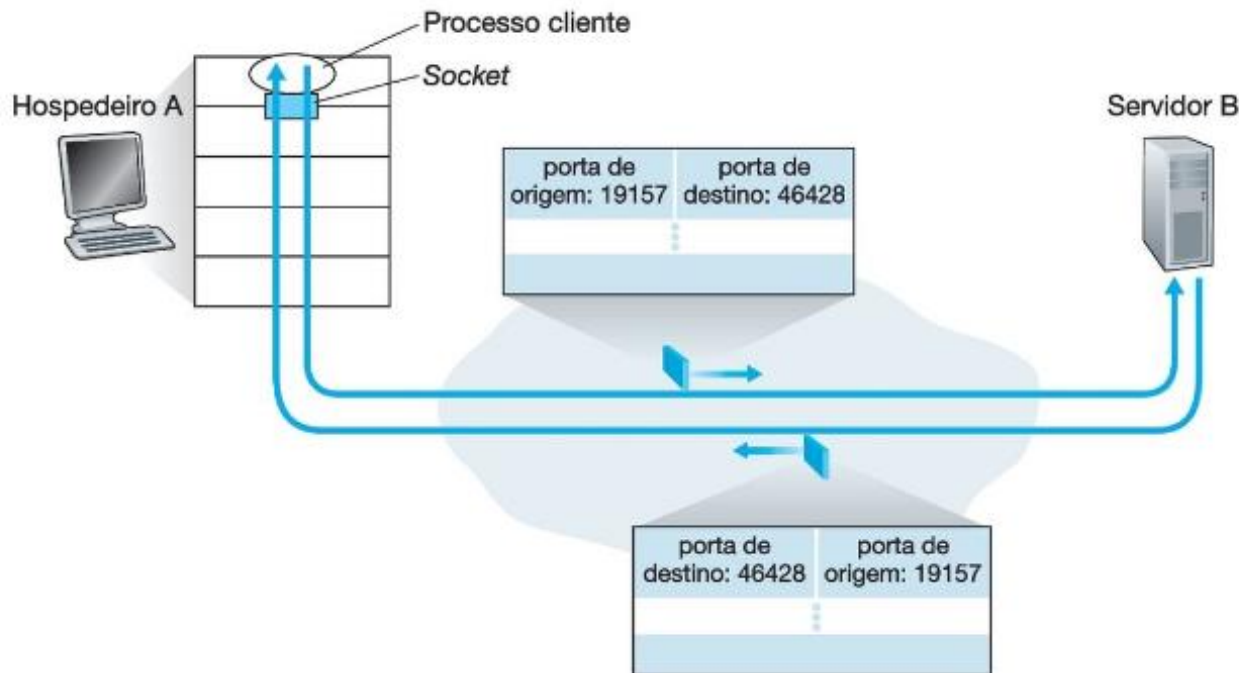 Processo cliente
Socket
Hospedeiro A
Servidor B
porta de
origem: 19157
porta de
destino: 46428
porta de
destino: 46428
porta de
origem: 19157